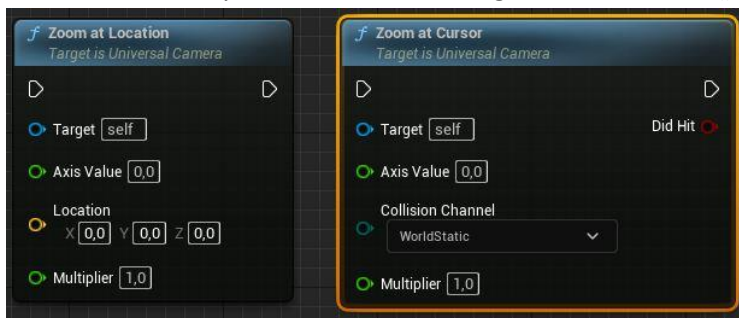 f Zoom at Location
Target is Universal Camera
Target self
Axis Value 0,0
Location
X 0,0 Y 0,0 Z 0,0
Multiplier 1,0
f Zoom at Cursor
Target is Universal Camera
Target self Did Hit
Axis Value 0,0
Collision Channel
WorldStatic
Multiplier 1,0